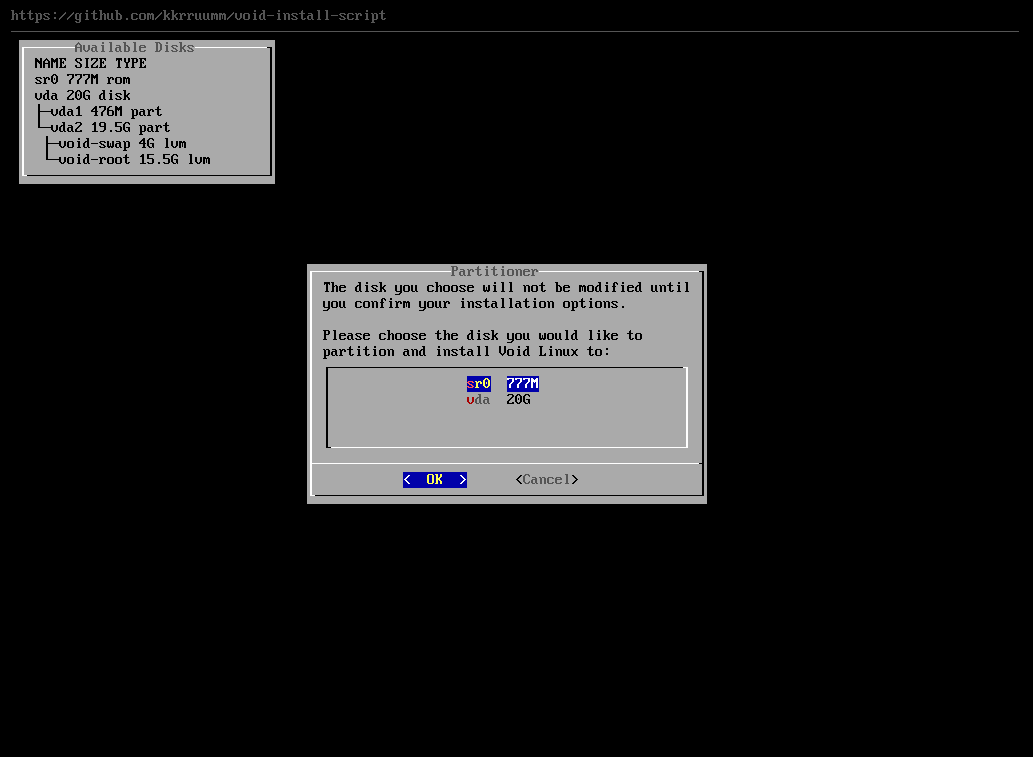 https://github.com/kkrruumm/void-install-script
Available Disks
NAME SIZE TYPE
sr0 777M rom
vda 20G disk
├─vda1 476M part
└─vda2 19.5G part
├─void-swap 4G lvm
└─void-root 15.5G lvm
Partitioner
The disk you choose will not be modified until
you confirm your installation options.
Please choose the disk you would like to
partition and install Void Linux to:
sr0 777M
vda 20G
< OK > <Cancel>